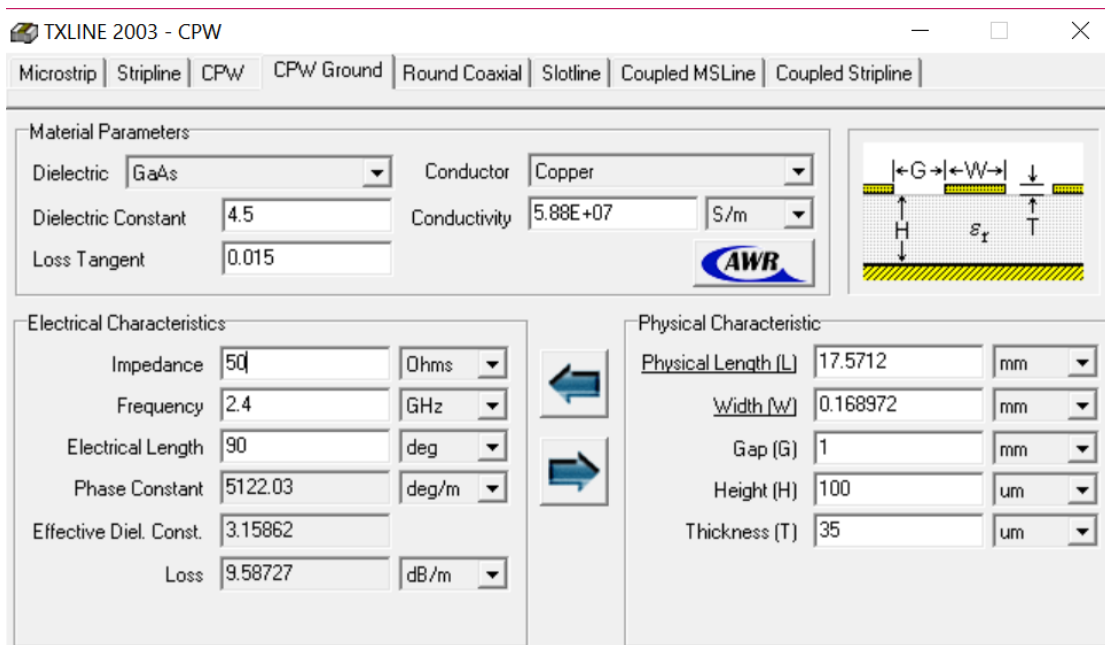 TXLINE 2003 - CPW
Microstrip Stripline CPW CPW Ground Round Coaxial Slotline Coupled MSLine Coupled Stripline
Material Parameters
Dielectric GaAs Conductor Copper
Dielectric Constant 4.5 Conductivity 5.88E+07 S/m
Loss Tangent 0.015
AWR
G W
H εr T
Electrical Characteristics
Impedance 50 Ohms
Frequency 2.4 GHz
Electrical Length 90 deg
Phase Constant 5122.03 deg/m
Effective Diel. Const. 3.15862
Loss 9.58727 dB/m
Physical Characteristic
Physical Length (L) 17.5712 mm
Width (W) 0.168972 mm
Gap (G) 1 mm
Height (H) 100 um
Thickness (T) 35 um